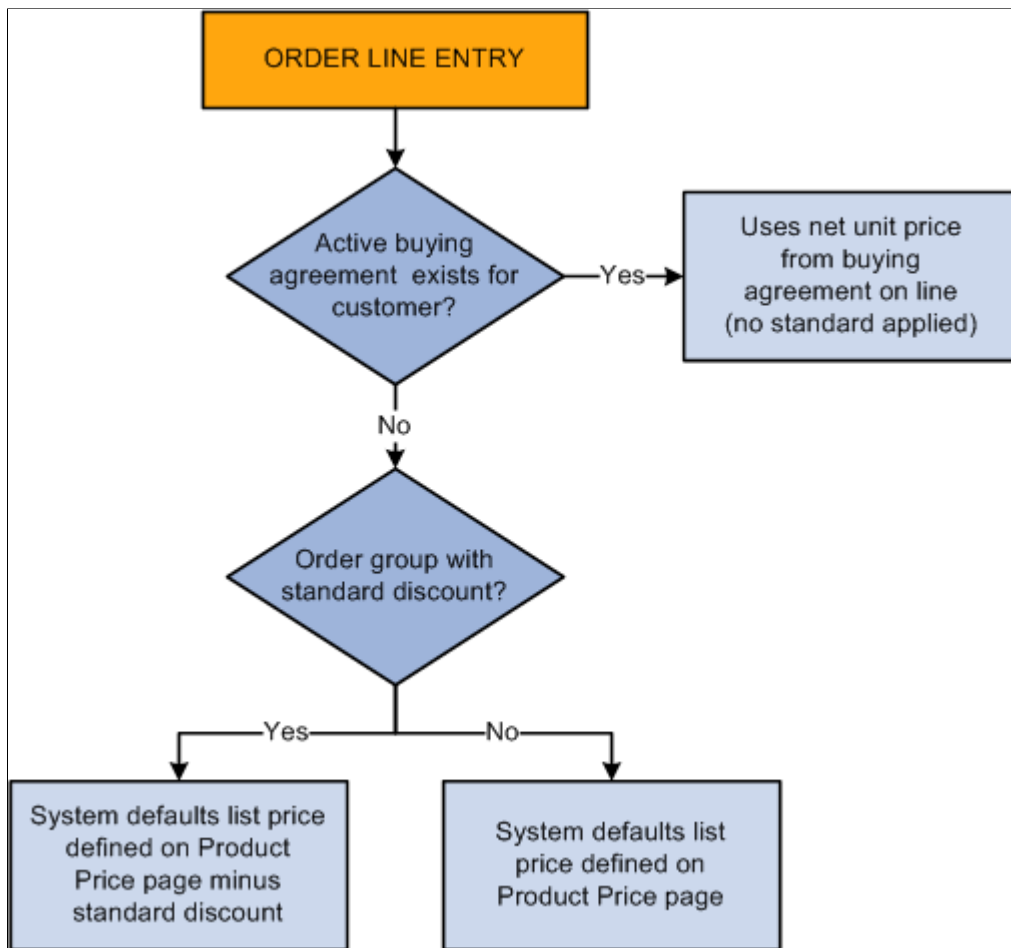 ORDER LINE ENTRY
Active buying
agreement exists for
customer?
Yes
Uses net unit price
from buying
agreement on line
(no standard applied)
No
Order group with
standard discount?
Yes
No
System defaults list price
defined on Product
Price page minus
standard discount
System defaults list
price defined on
Product Price page